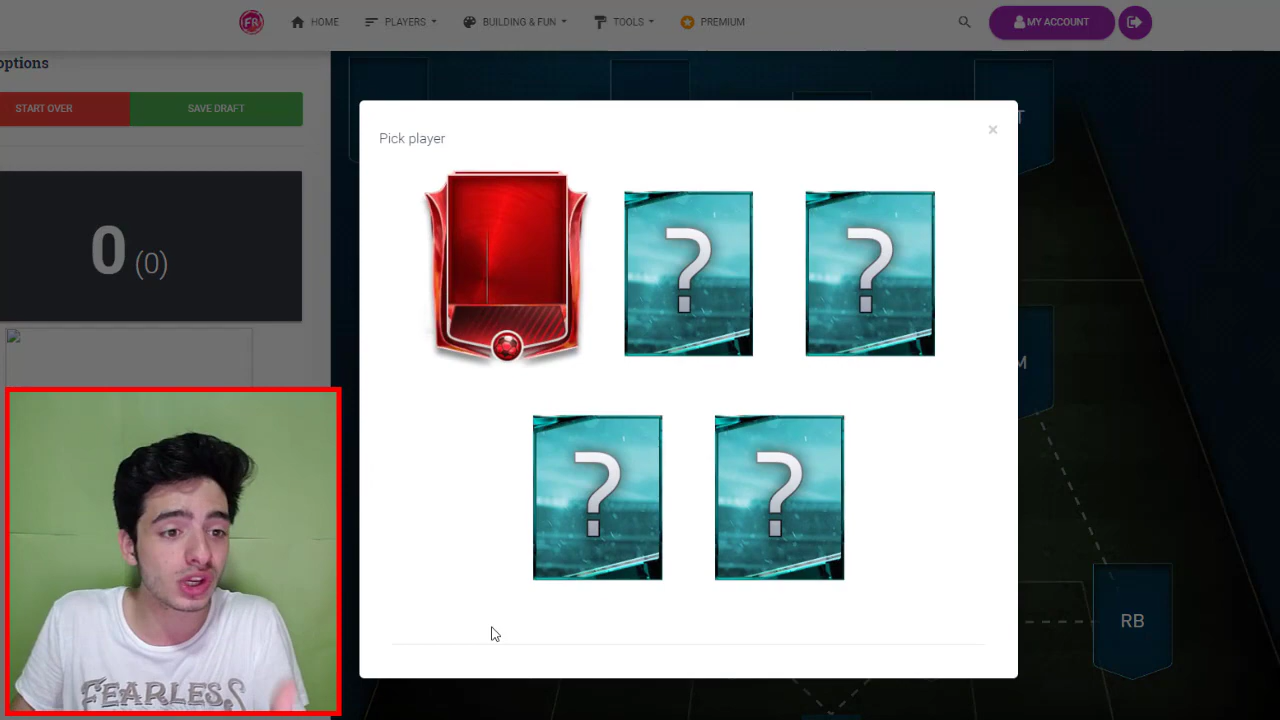 FR
HOME
PLAYERS
BUILDING & FUN
TOOLS
PREMIUM
MY ACCOUNT
options
START OVER
SAVE DRAFT
Pick player
×
T
0 (0)
?
?
M
?
?
RB
FEARLESS